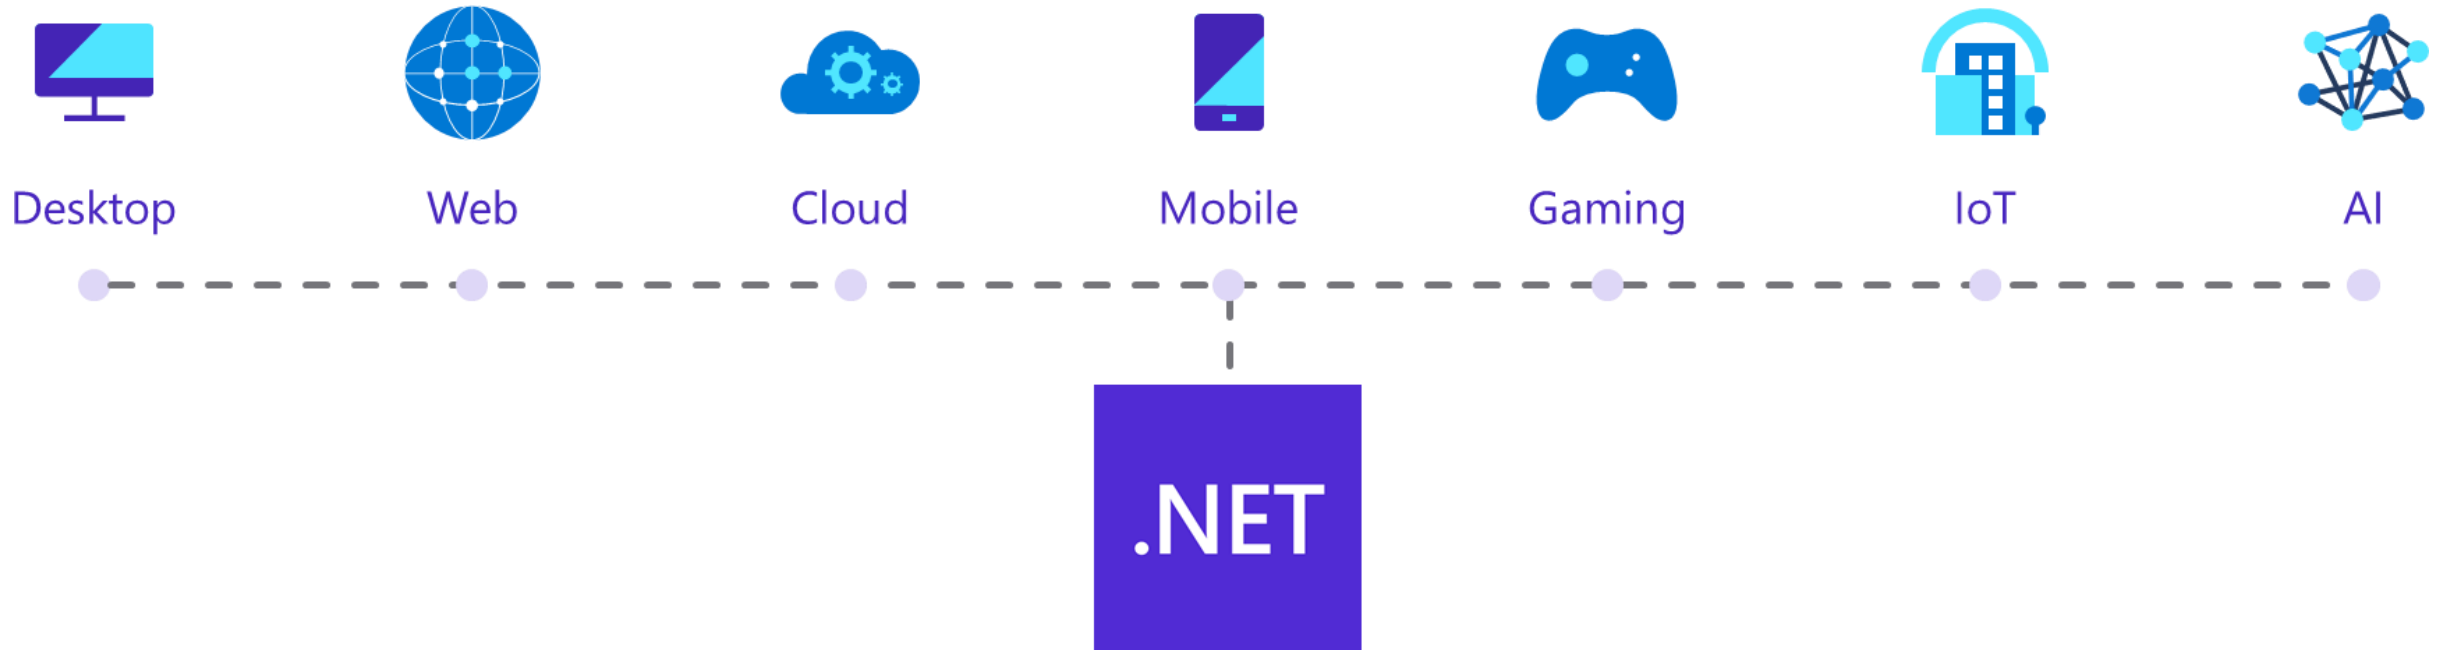 Desktop
Web
Cloud
Mobile
Gaming
IoT
AI
.NET